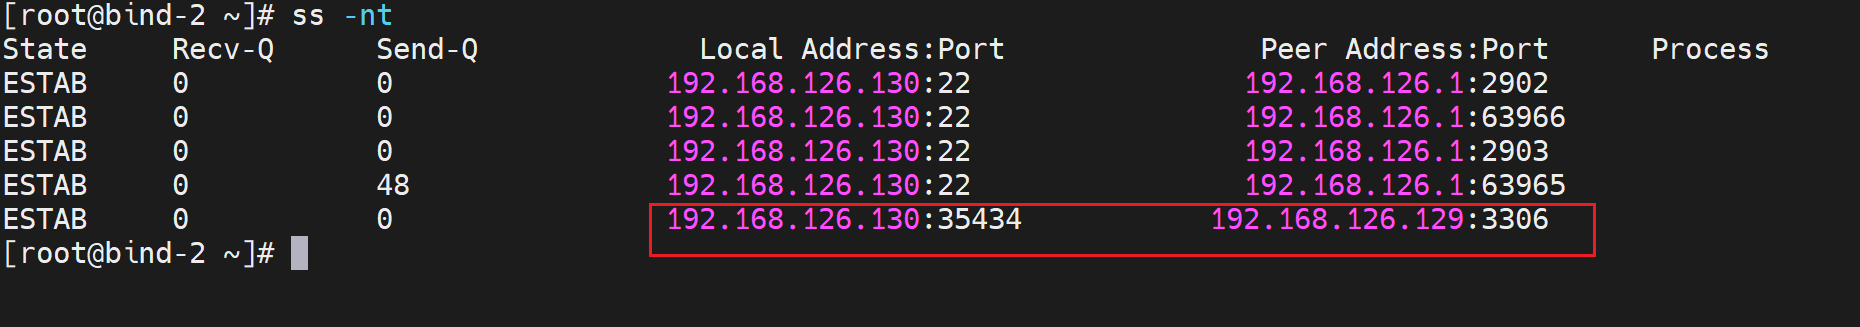 [root@bind-2 ~]# ss -nt
State Recv-Q Send-Q Local Address:Port Peer Address:Port Process
ESTAB 0 0 192.168.126.130:22 192.168.126.1:2902
ESTAB 0 0 192.168.126.130:22 192.168.126.1:63966
ESTAB 0 0 192.168.126.130:22 192.168.126.1:2903
ESTAB 0 48 192.168.126.130:22 192.168.126.1:63965
ESTAB 0 0 192.168.126.130:35434 192.168.126.129:3306
[root@bind-2 ~]#